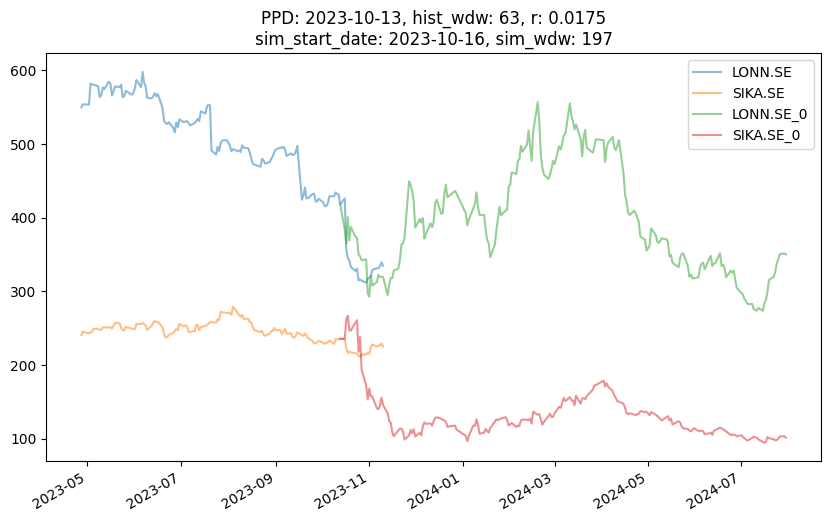 PPD: 2023-10-13, hist_wdw: 63, r: 0.0175
sim_start_date: 2023-10-16, sim_wdw: 197
LONN.SE
SIKA.SE
LONN.SE_0
SIKA.SE_0
600
500
400
300
200
100
2023-05
2023-07
2023-09
2023-11
2024-01
2024-03
2024-05
2024-07